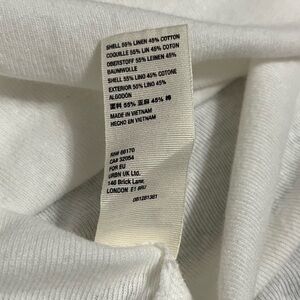 SHELL 55% LINEN 45% COTTON
COQUILLE 55% LIN 45% COTON
OBERSTOFF 55% LEINEN 45%
BAUMWOLLE
SHELL 55% LINO 45% COTONE
EXTERIOR 55% LINO 45%
ALGODÓN
面料 55% 亚麻 45% 棉
MADE IN VIETNAM
HECHO EN VIETNAM
RN# 66170
CA# 32054
FOR EU
URBN UK Ltd.
146 Brick Lane
LONDON E1 6RU